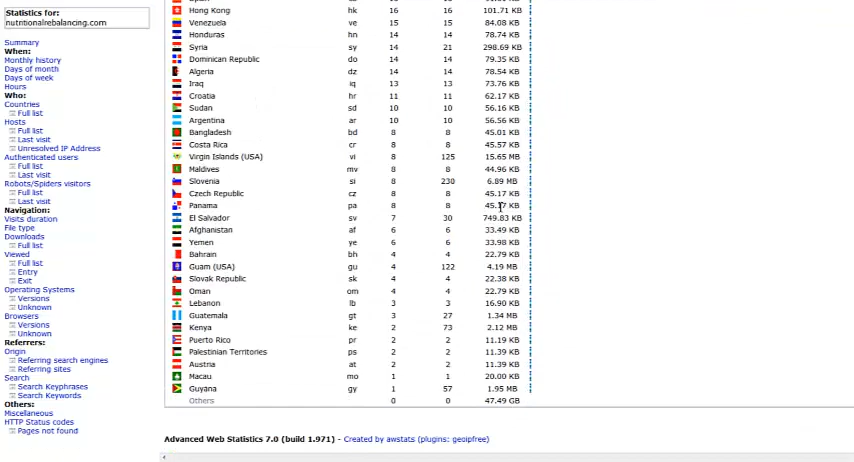 Statistics for:
nutritionalrebalancing.com
Summary
When:
Monthly history
Days of month
Days of week
Hours
Who:
Countries
Full list
Hosts
Full list
Last visit
Unresolved IP Address
Authenticated users
Full list
Last visit
Robots/Spiders visitors
Full list
Last visit
Navigation:
Visits duration
File type
Downloads
Full list
Viewed
Full list
Entry
Exit
Operating Systems
Versions
Unknown
Browsers
Versions
Unknown
Referrers:
Origin
Referring search engines
Referring sites
Search
Search Keyphrases
Search Keywords
Others:
Miscellaneous
HTTP Status codes
Pages not found
Hong Kong hk 16 16 101.71 KB
Venezuela ve 15 15 84.08 KB
Honduras hn 14 14 78.74 KB
Syria sy 14 21 298.69 KB
Dominican Republic do 14 14 79.35 KB
Algeria dz 14 14 78.54 KB
Iraq iq 13 13 73.76 KB
Croatia hr 11 11 62.17 KB
Sudan sd 10 10 56.16 KB
Argentina ar 10 10 56.56 KB
Bangladesh bd 8 8 45.01 KB
Costa Rica cr 8 8 45.57 KB
Virgin Islands (USA) vi 8 125 15.65 MB
Maldives mv 8 8 44.96 KB
Slovenia si 8 230 6.89 MB
Czech Republic cz 8 8 45.17 KB
Panama pa 8 8 45.17 KB
El Salvador sv 7 30 749.83 KB
Afghanistan af 6 6 33.49 KB
Yemen ye 6 6 33.98 KB
Bahrain bh 4 4 22.79 KB
Guam (USA) gu 4 122 4.19 MB
Slovak Republic sk 4 4 22.38 KB
Oman om 4 4 22.79 KB
Lebanon lb 3 3 16.90 KB
Guatemala gt 3 27 1.34 MB
Kenya ke 2 73 2.12 MB
Puerto Rico pr 2 2 11.19 KB
Palestinian Territories ps 2 2 11.39 KB
Austria at 2 2 11.39 KB
Macau mo 1 1 20.00 KB
Guyana gy 1 57 1.95 MB
Others 0 0 47.49 GB
Advanced Web Statistics 7.0 (build 1.971) - Created by awstats (plugins: geoipfree)